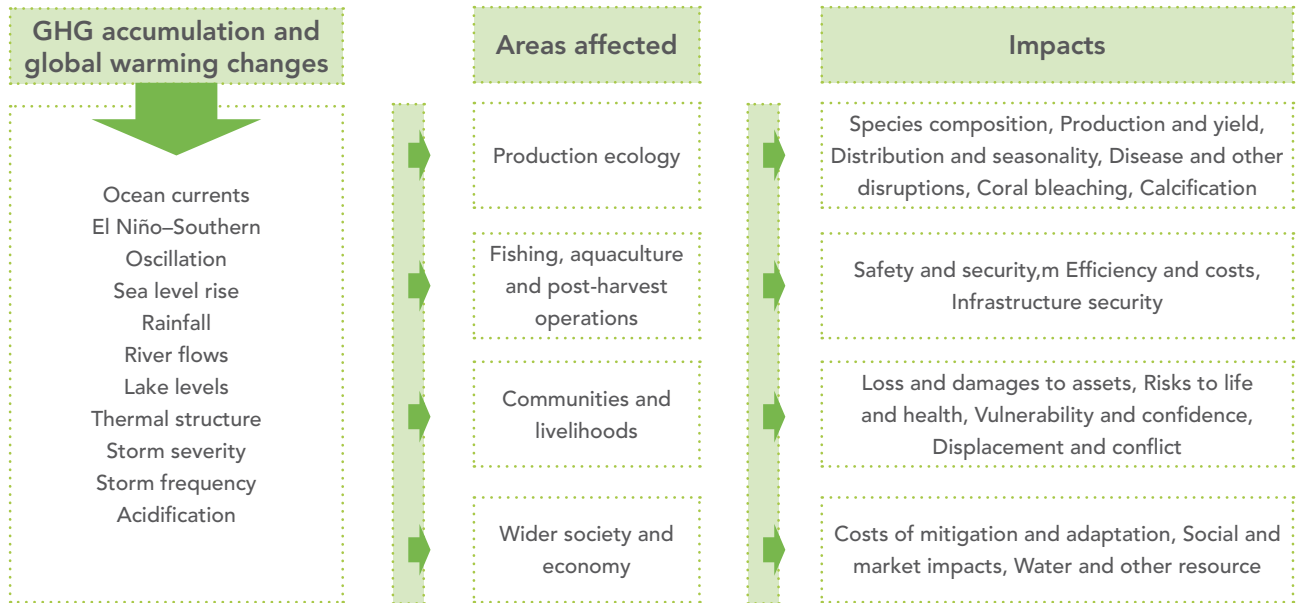 GHG accumulation and
global warming changes
Ocean currents
El Niño–Southern
Oscillation
Sea level rise
Rainfall
River flows
Lake levels
Thermal structure
Storm severity
Storm frequency
Acidification
Areas affected
Production ecology
Fishing, aquaculture
and post-harvest
operations
Communities and
livelihoods
Wider society and
economy
Impacts
Species composition, Production and yield,
Distribution and seasonality, Disease and other
disruptions, Coral bleaching, Calcification
Safety and security,m Efficiency and costs,
Infrastructure security
Loss and damages to assets, Risks to life
and health, Vulnerability and confidence,
Displacement and conflict
Costs of mitigation and adaptation, Social and
market impacts, Water and other resource